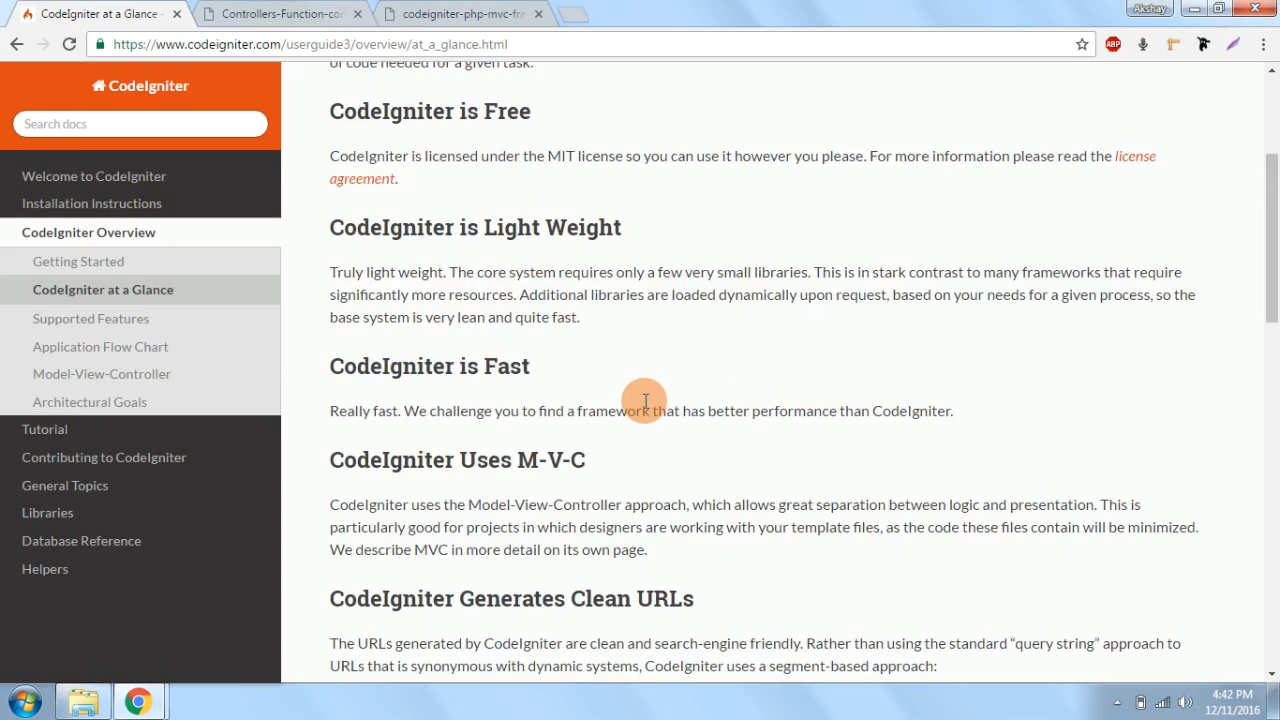 CodeIgniter at a Glance -
Controllers-Function-co
codeigniter-php-mvc-fra
Akshay
https://www.codeigniter.com/userguide3/overview/at_a_glance.html
ABP
CodeIgniter
Search docs
Welcome to CodeIgniter
Installation Instructions
CodeIgniter Overview
Getting Started
CodeIgniter at a Glance
Supported Features
Application Flow Chart
Model-View-Controller
Architectural Goals
Tutorial
Contributing to CodeIgniter
General Topics
Libraries
Database Reference
Helpers
of code needed for a given task.
CodeIgniter is Free
CodeIgniter is licensed under the MIT license so you can use it however you please. For more information please read the license
agreement.
CodeIgniter is Light Weight
Truly light weight. The core system requires only a few very small libraries. This is in stark contrast to many frameworks that require
significantly more resources. Additional libraries are loaded dynamically upon request, based on your needs for a given process, so the
base system is very lean and quite fast.
CodeIgniter is Fast
Really fast. We challenge you to find a framework that has better performance than CodeIgniter.
CodeIgniter Uses M-V-C
CodeIgniter uses the Model-View-Controller approach, which allows great separation between logic and presentation. This is
particularly good for projects in which designers are working with your template files, as the code these files contain will be minimized.
We describe MVC in more detail on its own page.
CodeIgniter Generates Clean URLs
The URLs generated by CodeIgniter are clean and search-engine friendly. Rather than using the standard “query string” approach to
URLs that is synonymous with dynamic systems, CodeIgniter uses a segment-based approach:
4:42 PM
12/11/2016